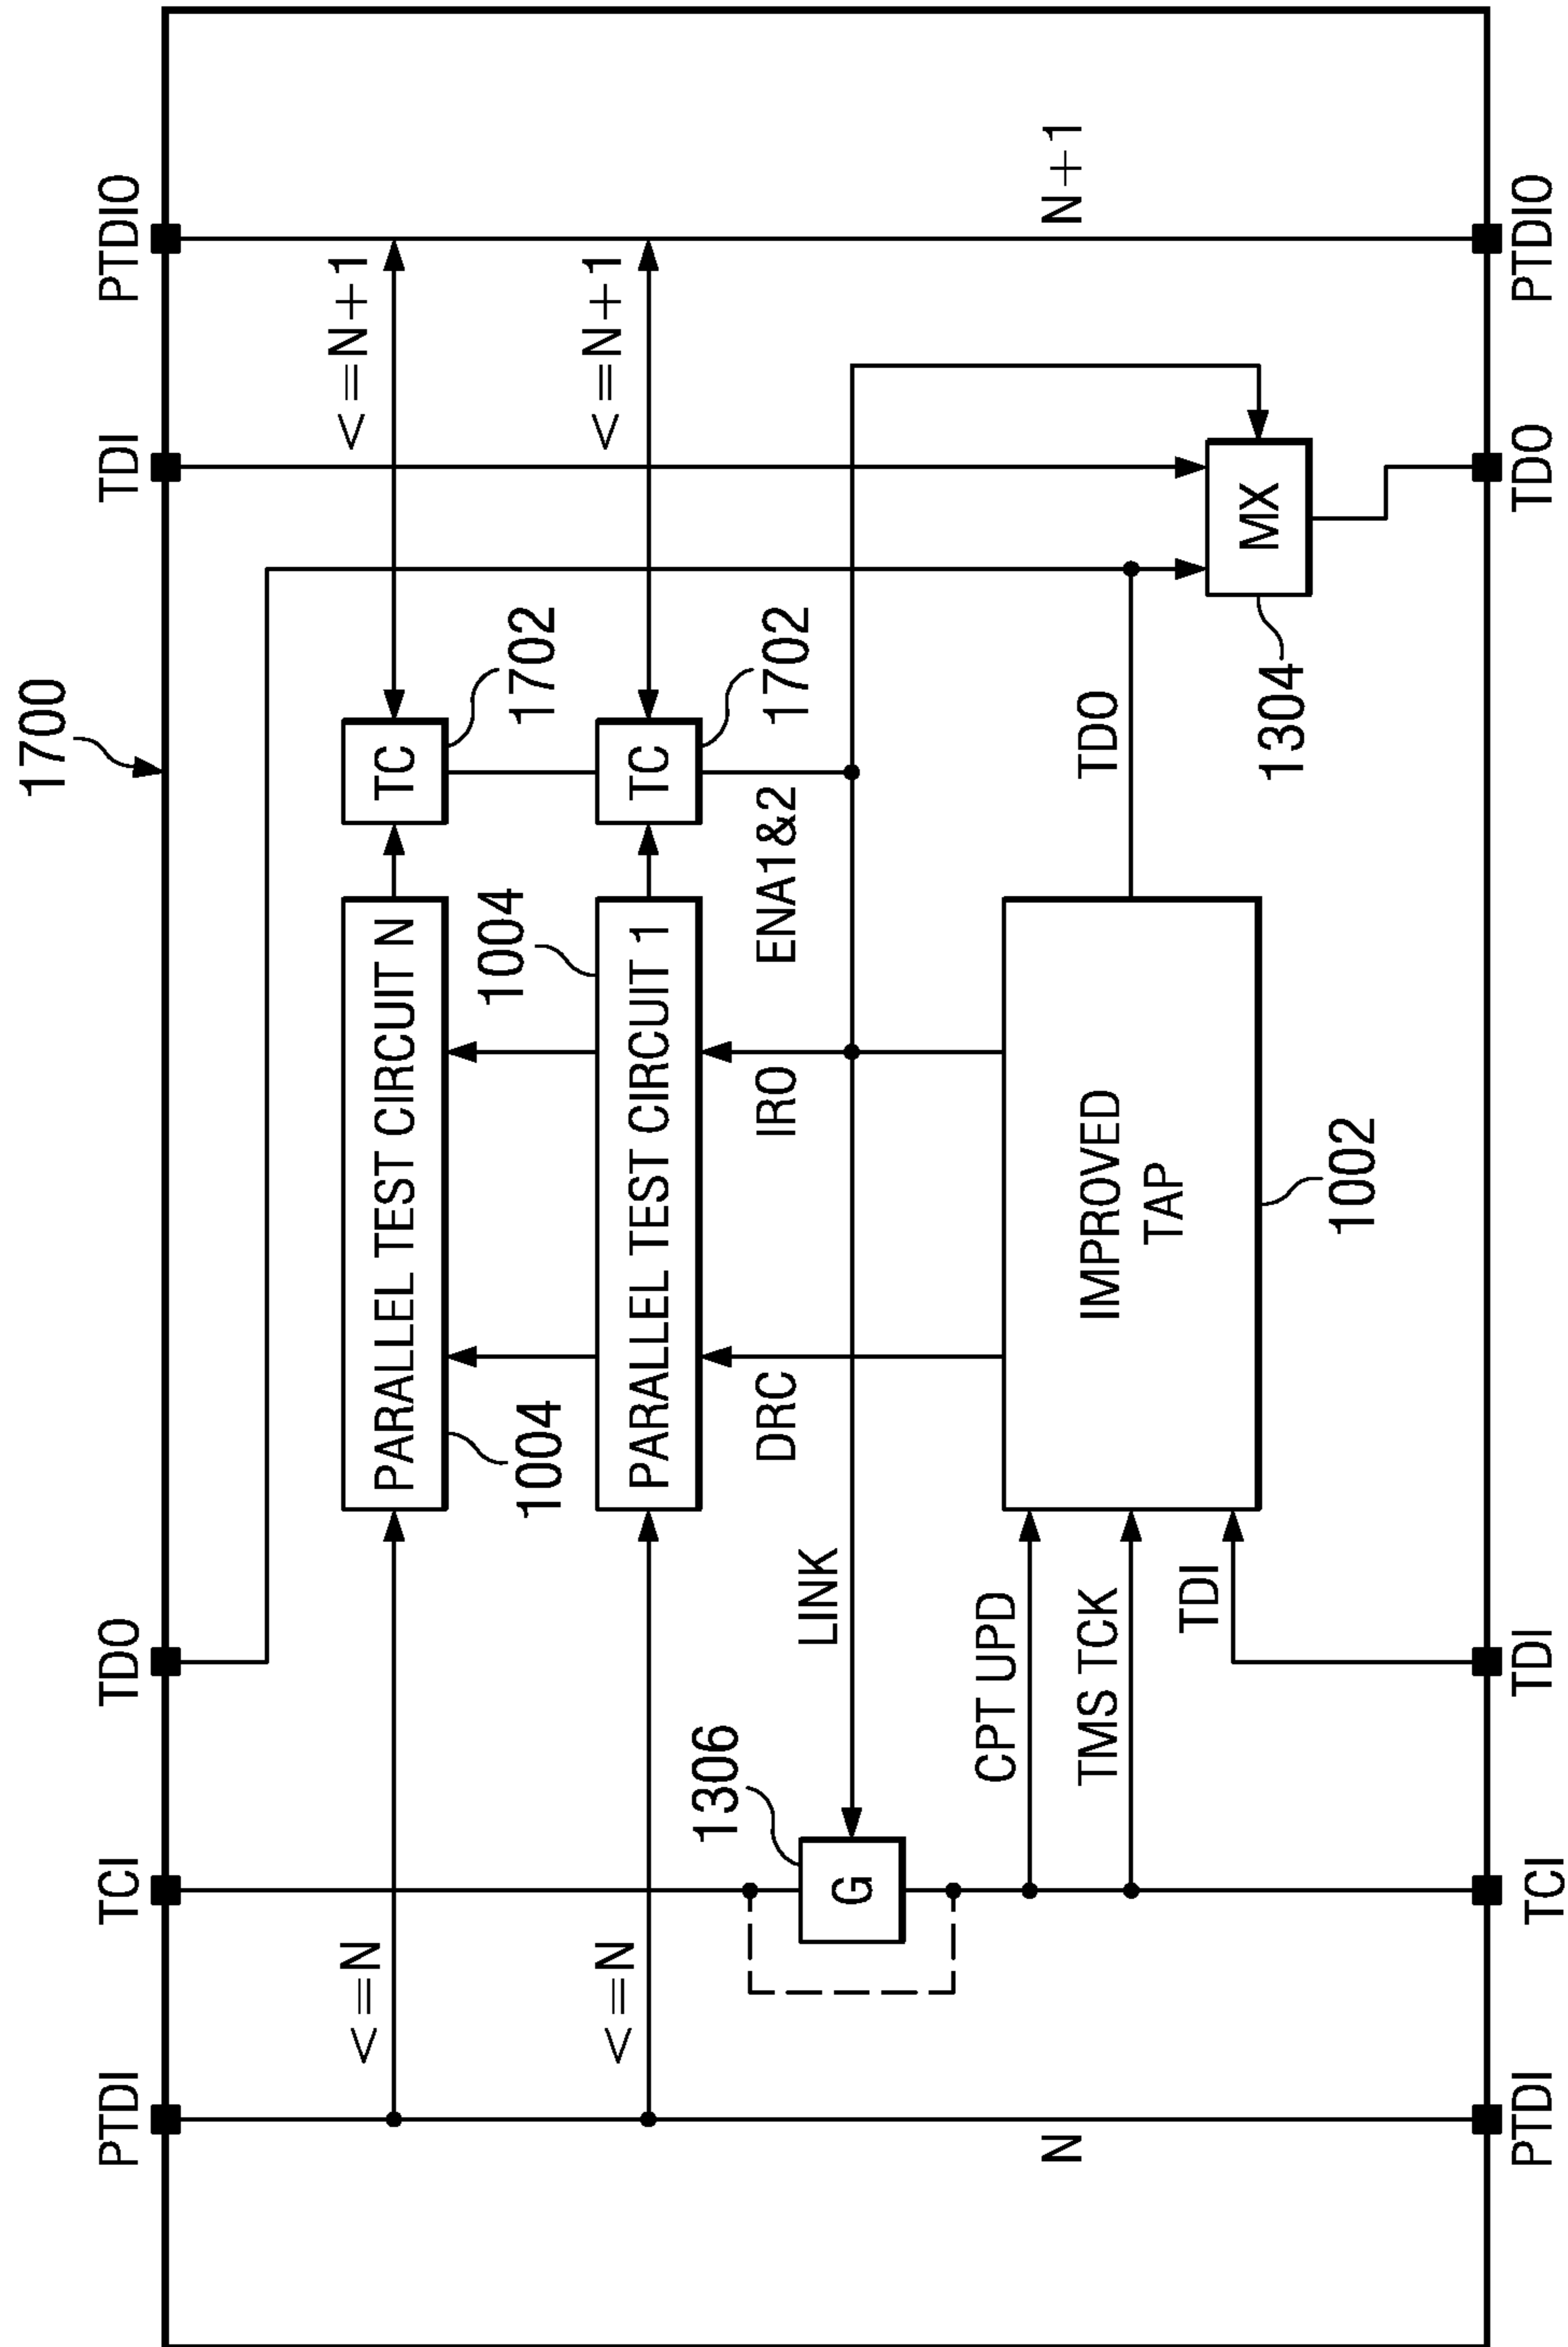 1700
PTDI
TCI
TDO
TDI
PTDIO
<=N
1004
PARALLEL TEST CIRCUIT N
TC
1702
<=N+1
<=N
PARALLEL TEST CIRCUIT 1
1004
TC
1702
<=N+1
1306
G
LINK
DRC
IRO
ENA1&2
CPT UPD
TMS TCK
TDI
IMPROVED
TAP
1002
TDO
N
N+1
MX
1304
PTDI
TCI
TDI
TDO
PTDIO